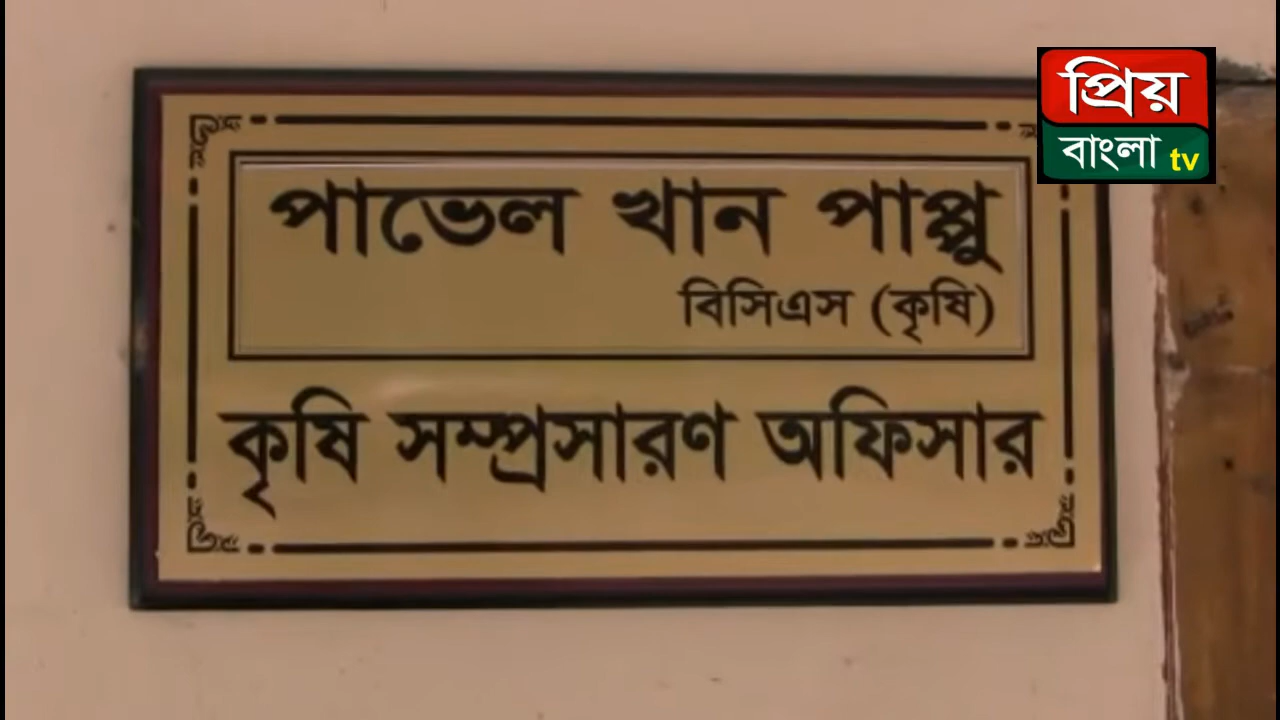 প্রিয়
বাংলা tv
পাভেল খান পাপ্পু
বিসিএস (কৃষি)
কৃষি সম্প্রসারণ অফিসার